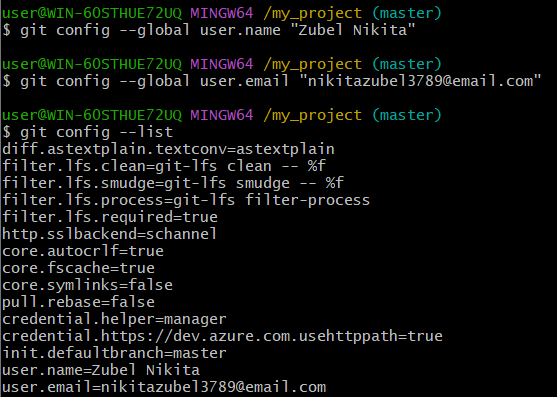 user@WIN-6OSTHUE72UQ MINGW64 /my_project (master)
$ git config --global user.name "Zubel Nikita"
user@WIN-6OSTHUE72UQ MINGW64 /my_project (master)
$ git config --global user.email "nikitazubel3789@email.com"
user@WIN-6OSTHUE72UQ MINGW64 /my_project (master)
$ git config --list
diff.astextplain.textconv=astextplain
filter.lfs.clean=git-lfs clean -- %f
filter.lfs.smudge=git-lfs smudge -- %f
filter.lfs.process=git-lfs filter-process
filter.lfs.required=true
http.sslbackend=schannel
core.autocrlf=true
core.fscache=true
core.symlinks=false
pull.rebase=false
credential.helper=manager
credential.https://dev.azure.com.usehttppath=true
init.defaultbranch=master
user.name=Zubel Nikita
user.email=nikitazubel3789@email.com